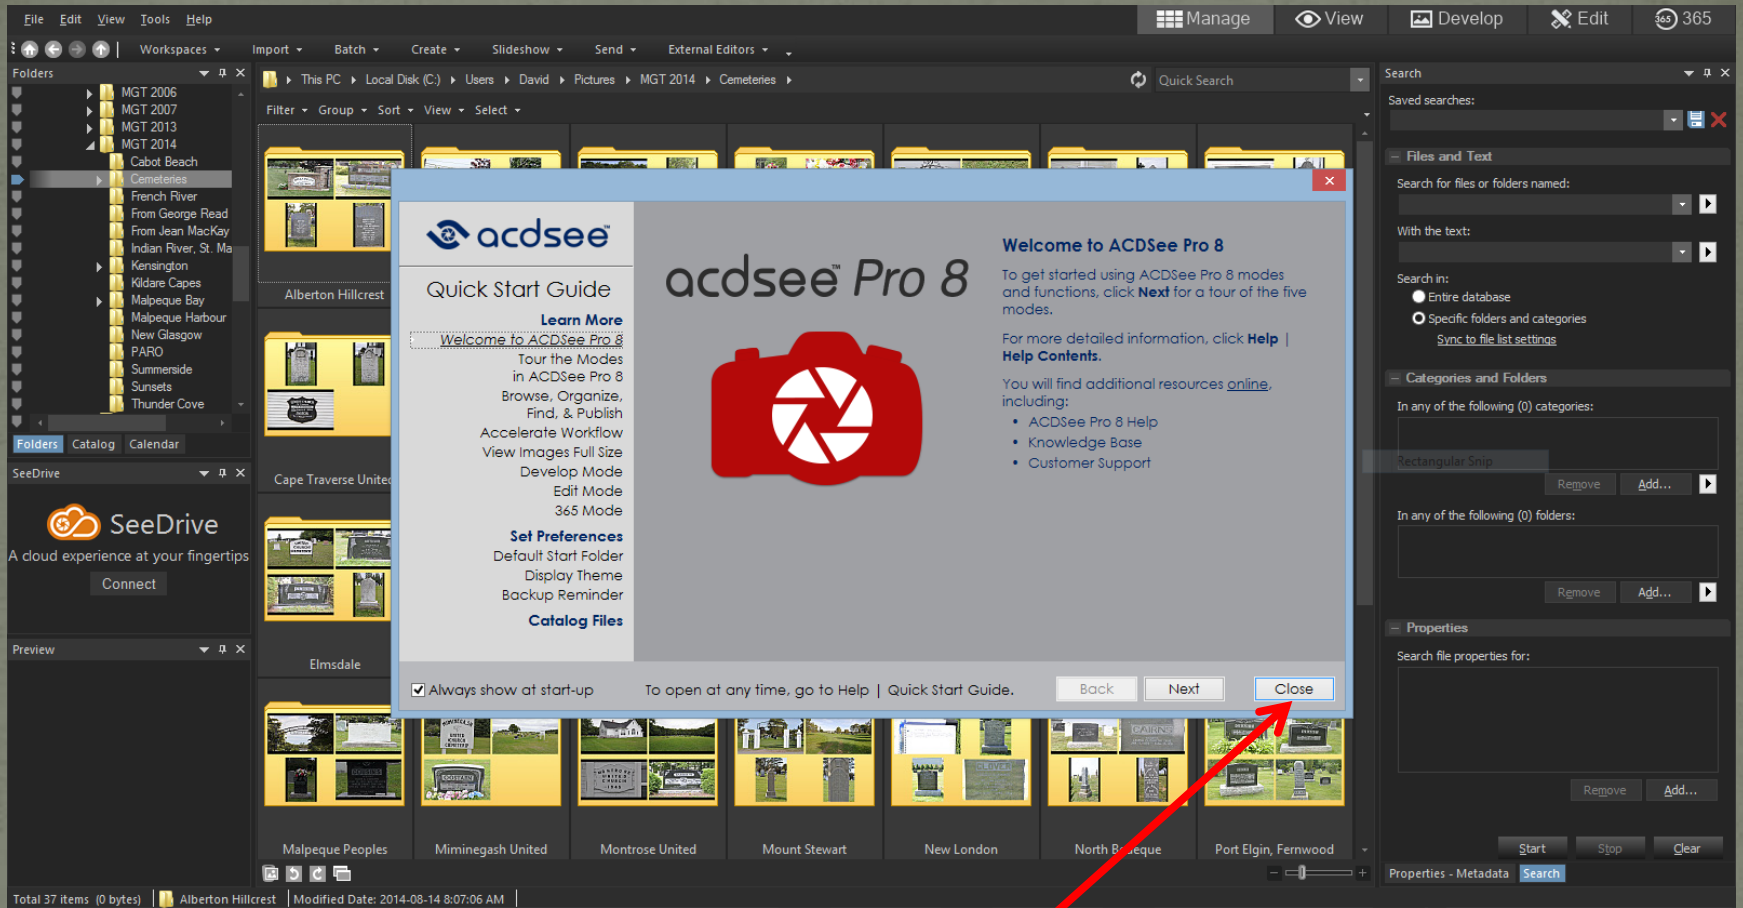 File Edit View Tools Help
Manage View Develop Edit 365 365
Workspaces Import Batch Create Slideshow Send External Editors
Folders
MGT 2006
MGT 2007
MGT 2013
MGT 2014
Cabot Beach
Cemeteries
French River
From George Read
From Jean MacKay
Indian River, St. Ma
Kensington
Kildare Capes
Malpeque Bay
Malpeque Harbour
New Glasgow
PARO
Summerside
Sunsets
Thunder Cove
Folders Catalog Calendar
SeeDrive
SeeDrive
A cloud experience at your fingertips
Connect
Preview
This PC Local Disk (C:) Users David Pictures MGT 2014 Cemeteries
Quick Search
Filter Group Sort View Select
Alberton Hillcrest
Cape Traverse United
Elmsdale
Malpeque Peoples Miminegash United Montrose United Mount Stewart New London North Bedeque Port Elgin, Fernwood
acdsee™
Quick Start Guide
Learn More
Welcome to ACDSee Pro 8
Tour the Modes
in ACDSee Pro 8
Browse, Organize,
Find, & Publish
Accelerate Workflow
View Images Full Size
Develop Mode
Edit Mode
365 Mode
Set Preferences
Default Start Folder
Display Theme
Backup Reminder
Catalog Files
acdsee™ Pro 8
Welcome to ACDSee Pro 8
To get started using ACDSee Pro 8 modes
and functions, click Next for a tour of the five
modes.
For more detailed information, click Help |
Help Contents.
You will find additional resources online,
including:
• ACDSee Pro 8 Help
• Knowledge Base
• Customer Support
Always show at start-up
To open at any time, go to Help | Quick Start Guide.
Back Next Close
Search
Saved searches:
Files and Text
Search for files or folders named:
With the text:
Search in:
Entire database
Specific folders and categories
Sync to file list settings
Categories and Folders
In any of the following (0) categories:
Rectangular Snip
Remove Add...
In any of the following (0) folders:
Remove Add...
Properties
Search file properties for:
Remove Add...
Start Stop Clear
Properties - Metadata Search
Total 37 items (0 bytes) Alberton Hillcrest Modified Date: 2014-08-14 8:07:06 AM